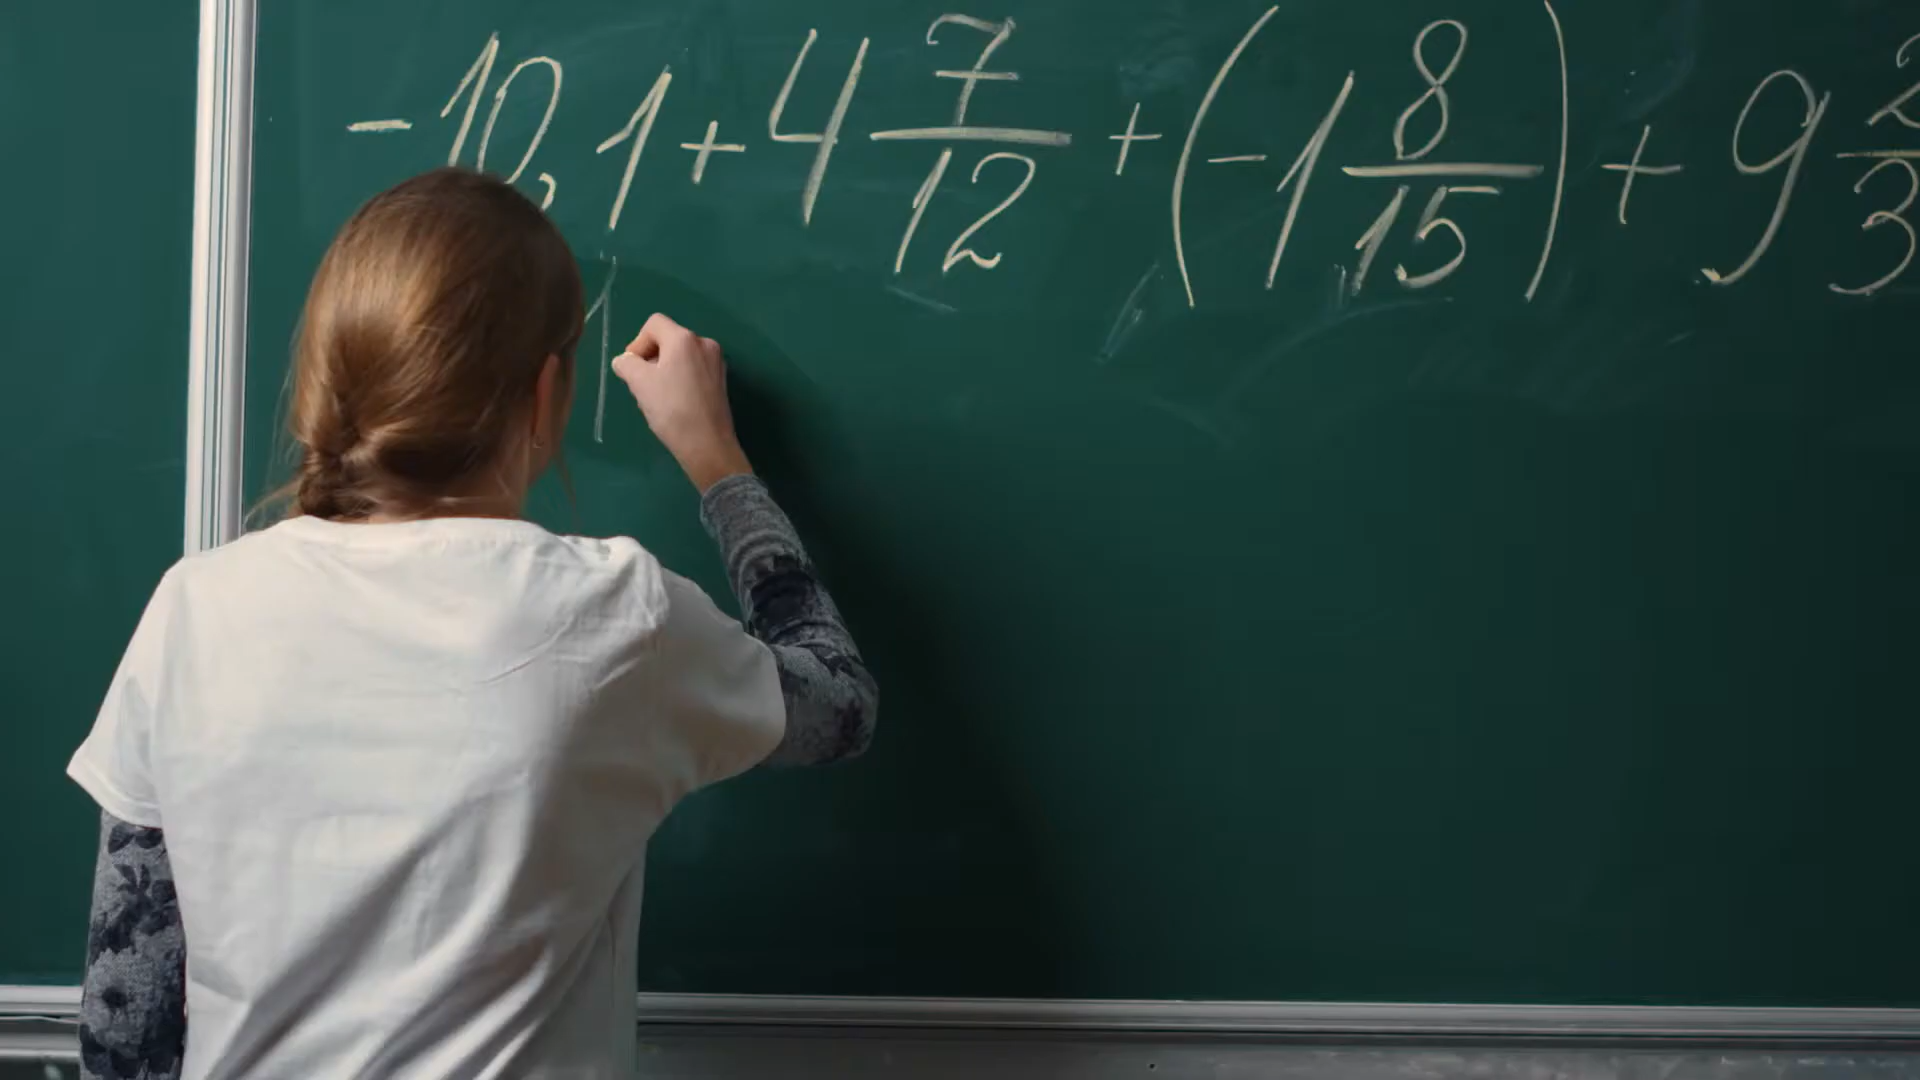 -10,1 + 4 7/12 + (-1 8/15) + 9 2/3
1